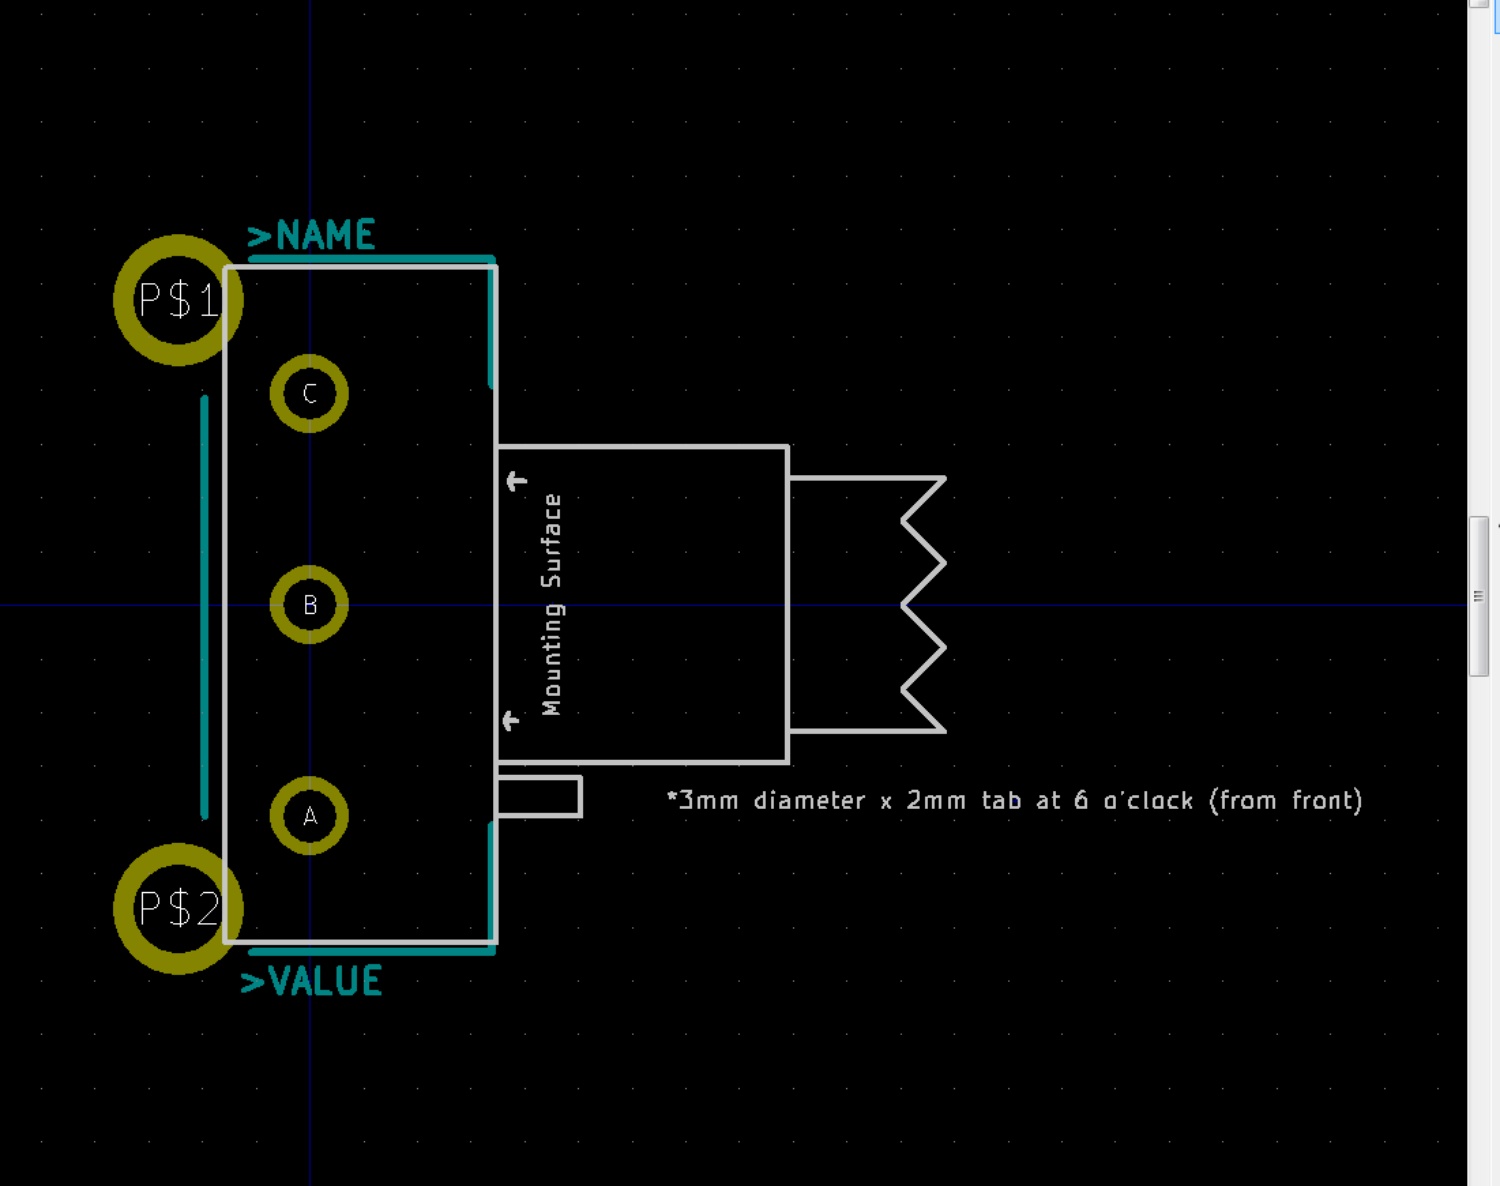 >NAME
P$1
C
Mounting Surface
B
*3mm diameter x 2mm tab at 6 o'clock (from front)
A
P$2
>VALUE